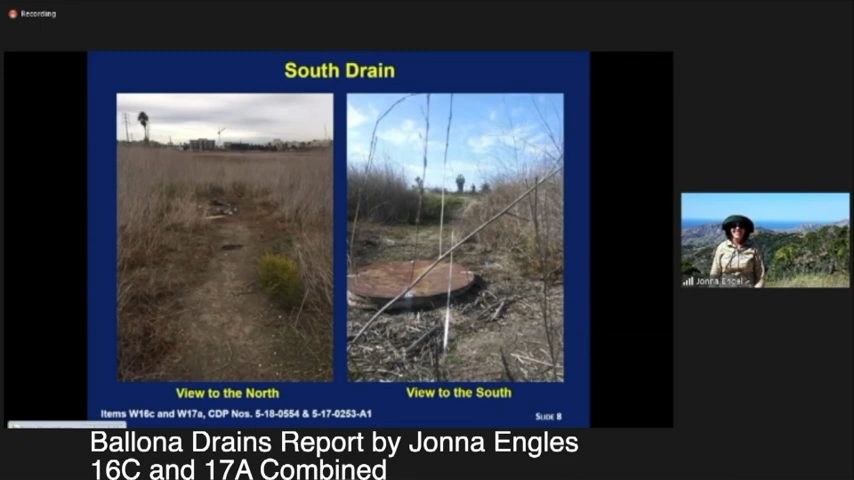 Recording
South Drain
View to the North
View to the South
Items W16c and W17a, CDP Nos. 5-18-0554 & 5-17-0253-A1
SLIDE 8
Jonna Engel
Ballona Drains Report by Jonna Engles
16C and 17A Combined